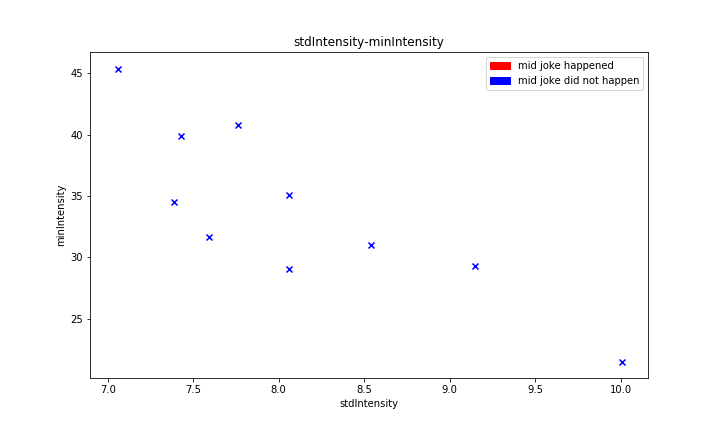 stdIntensity-minIntensity
mid joke happened
mid joke did not happen
45
40
35
30
25
minIntensity
7.0 7.5 8.0 8.5 9.0 9.5 10.0
stdIntensity